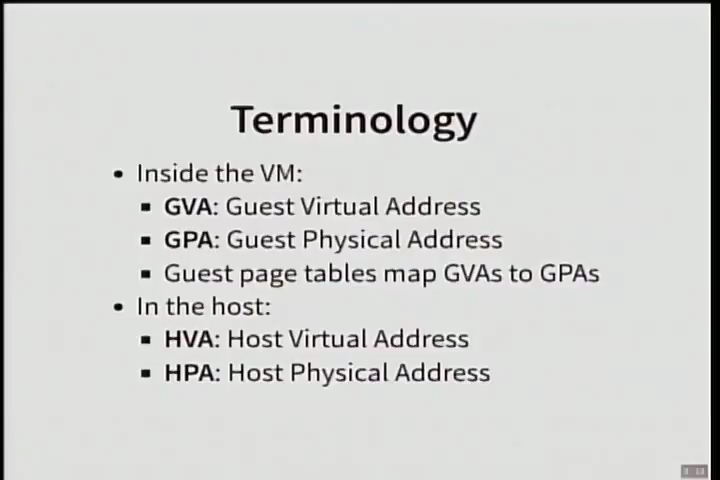 Terminology
• Inside the VM:
▪ GVA: Guest Virtual Address
▪ GPA: Guest Physical Address
▪ Guest page tables map GVAs to GPAs
• In the host:
▪ HVA: Host Virtual Address
▪ HPA: Host Physical Address